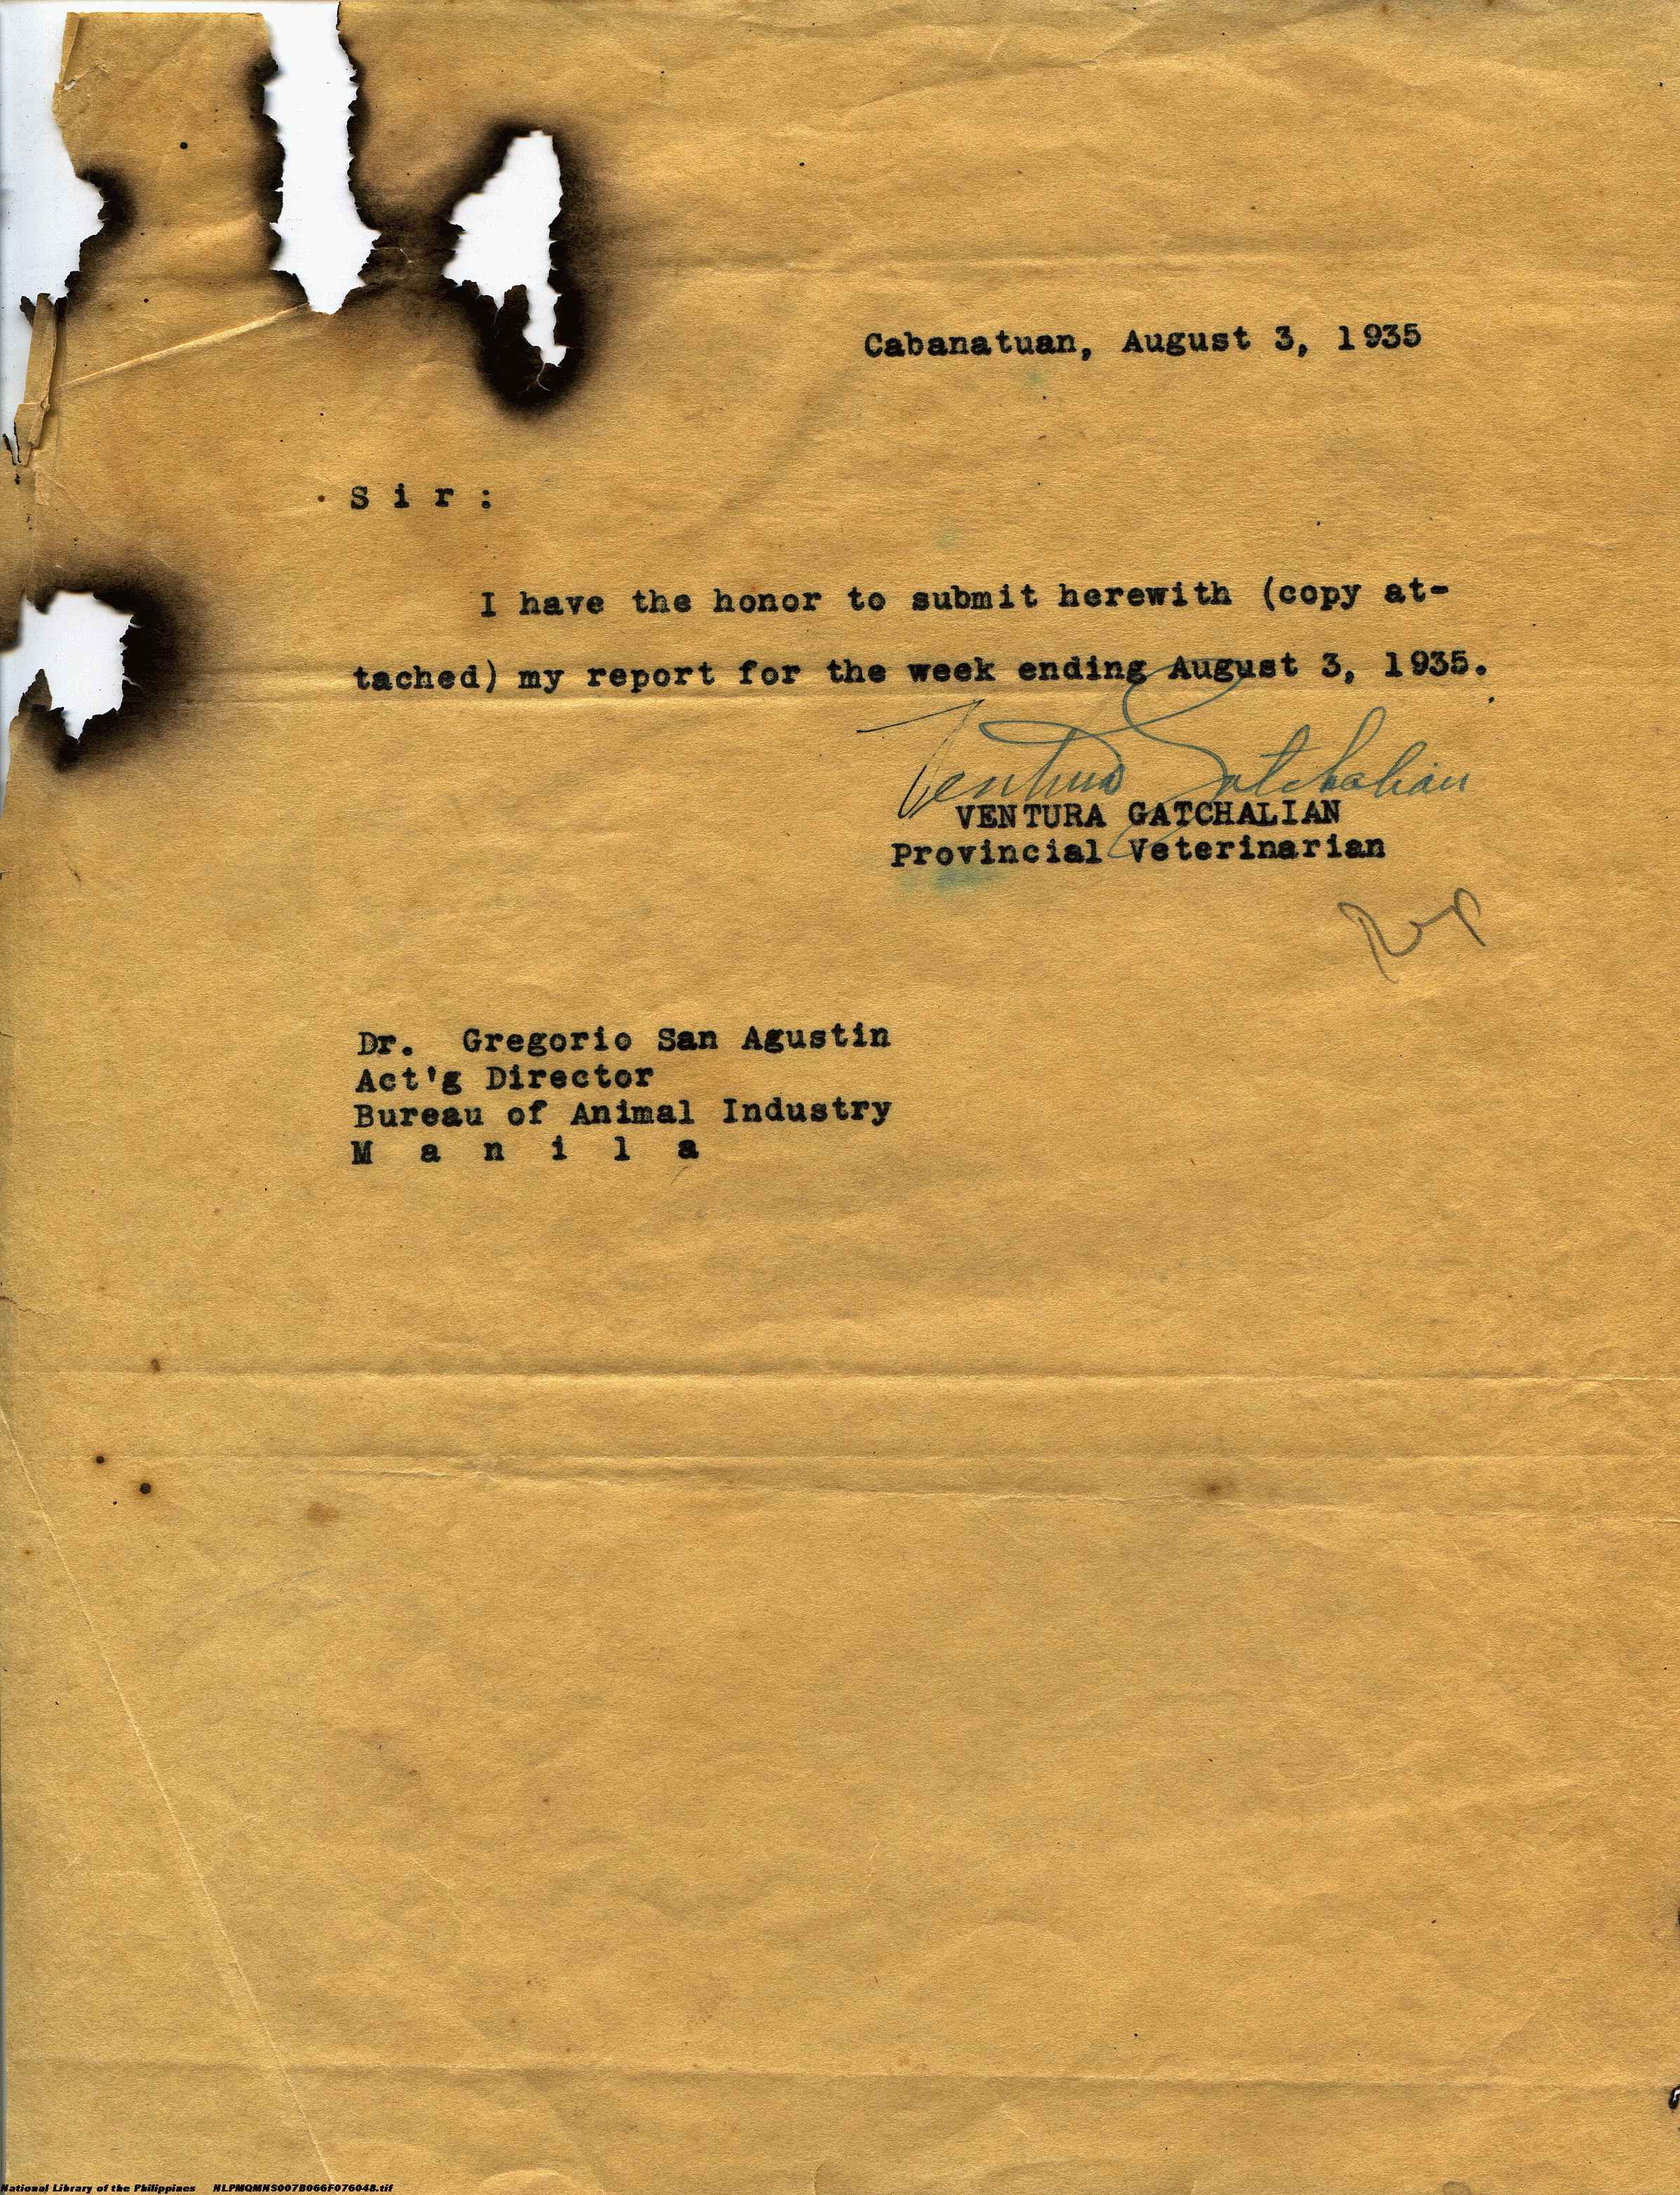 Cabanatuan, August 3, 1935
S i r :
I have the honor to submit herewith (copy at-
tached) my report for the week ending August 3, 1935.
Ventura Gatchalian
VENTURA GATCHALIAN
Provincial Veterinarian
Dr. Gregorio San Agustin
Act'g Director
Bureau of Animal Industry
M a n i l a
National Library of the Philippines NLPMQMNS007B066F076048.tif